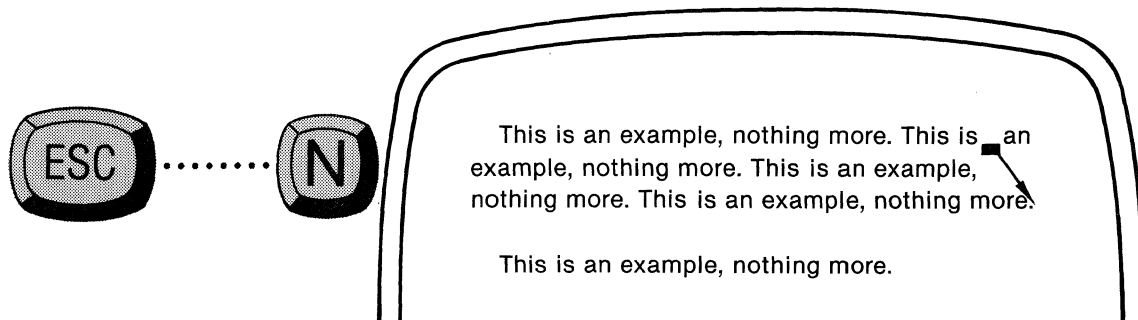 ESC
N
This is an example, nothing more. This is an
example, nothing more. This is an example,
nothing more. This is an example, nothing more.
This is an example, nothing more.